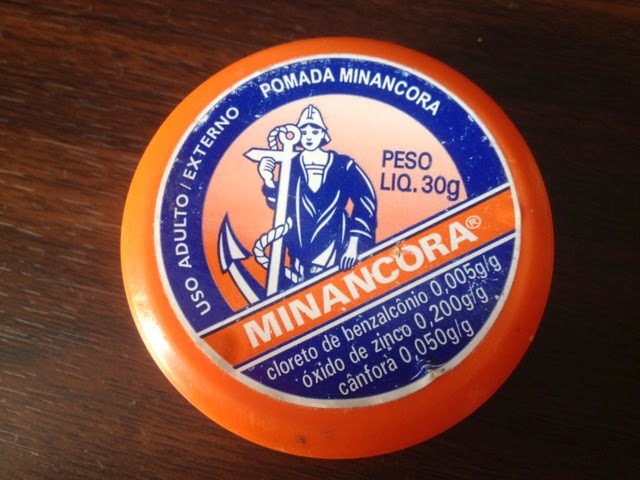 POMADA MINANCORA
USO ADULTO / EXTERNO
PESO
LIQ. 30g
MINANCORA®
cloreto de benzalcônio 0,005g/g
óxido de zinco 0,200g/g
cânfora 0,050g/g